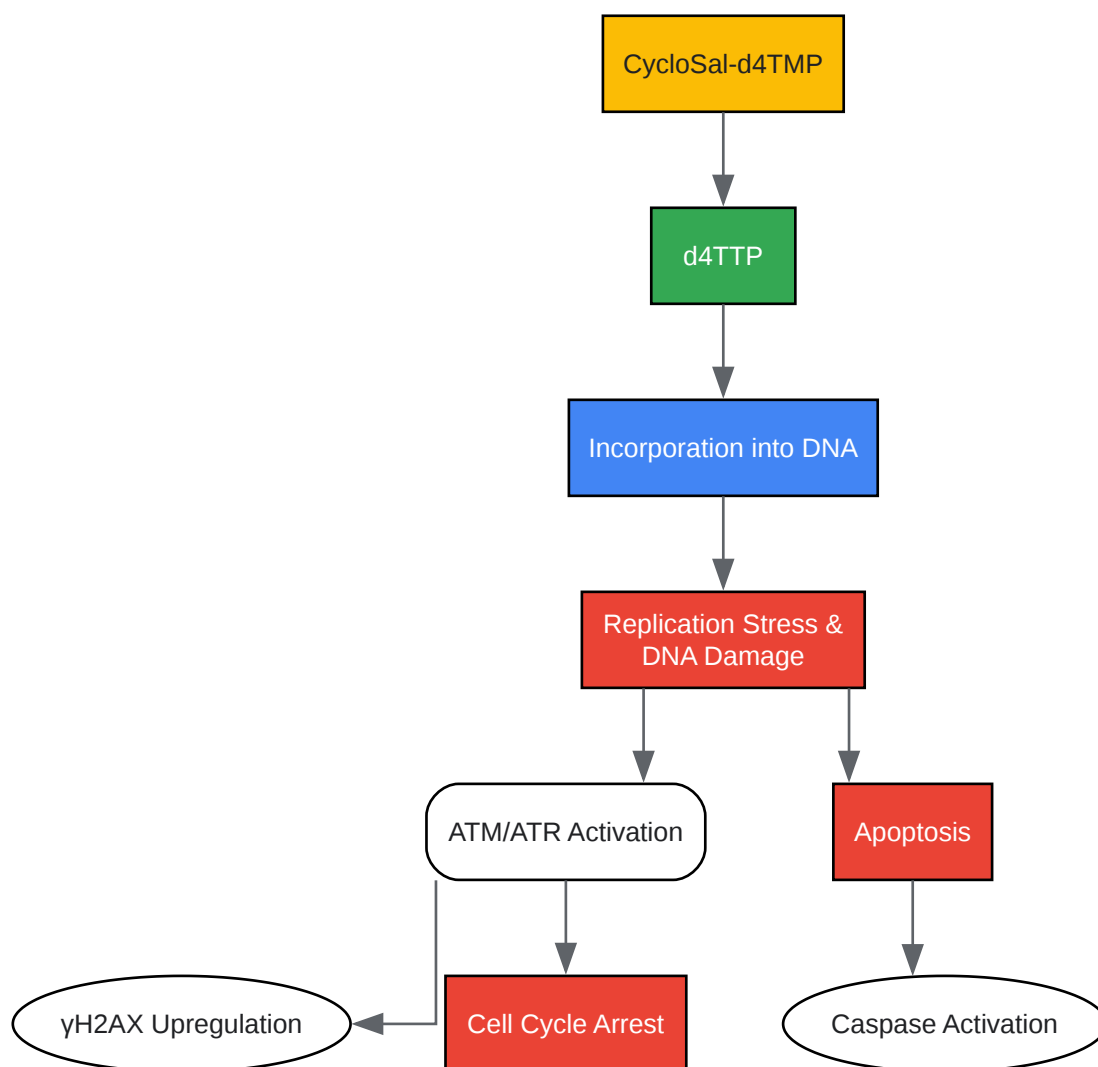 CycloSal-d4TMP
d4TTP
Incorporation into DNA
Replication Stress &
DNA Damage
ATM/ATR Activation
Apoptosis
γH2AX Upregulation
Cell Cycle Arrest
Caspase Activation